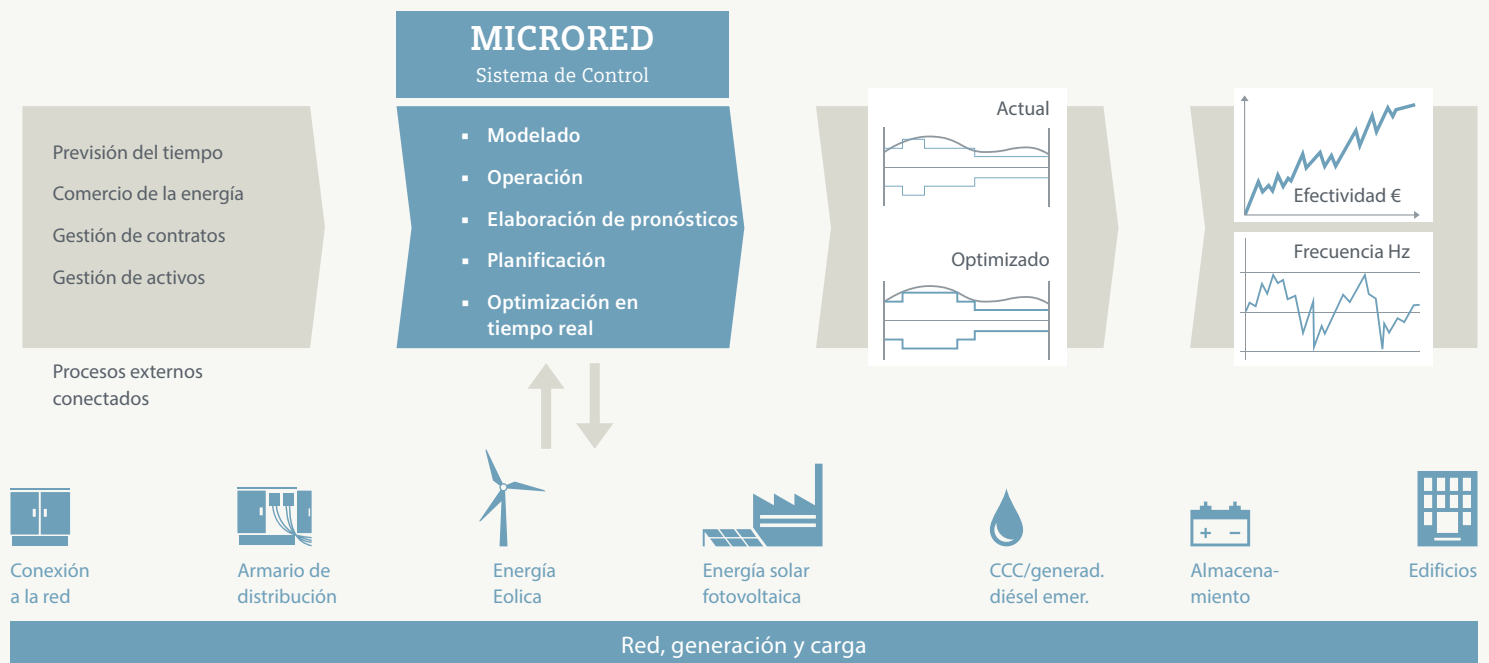 MICRORED
Sistema de Control
Previsión del tiempo
Comercio de la energía
Gestión de contratos
Gestión de activos
Procesos externos
conectados
▪ Modelado
▪ Operación
▪ Elaboración de pronósticos
▪ Planificación
▪ Optimización en
tiempo real
Actual
Optimizado
Efectividad €
Frecuencia Hz
Conexión
a la red
Armario de
distribución
Energía
Eolica
Energía solar
fotovoltaica
CCC/generad.
diésel emer.
+ −
Almacena-
miento
Edificios
Red, generación y carga